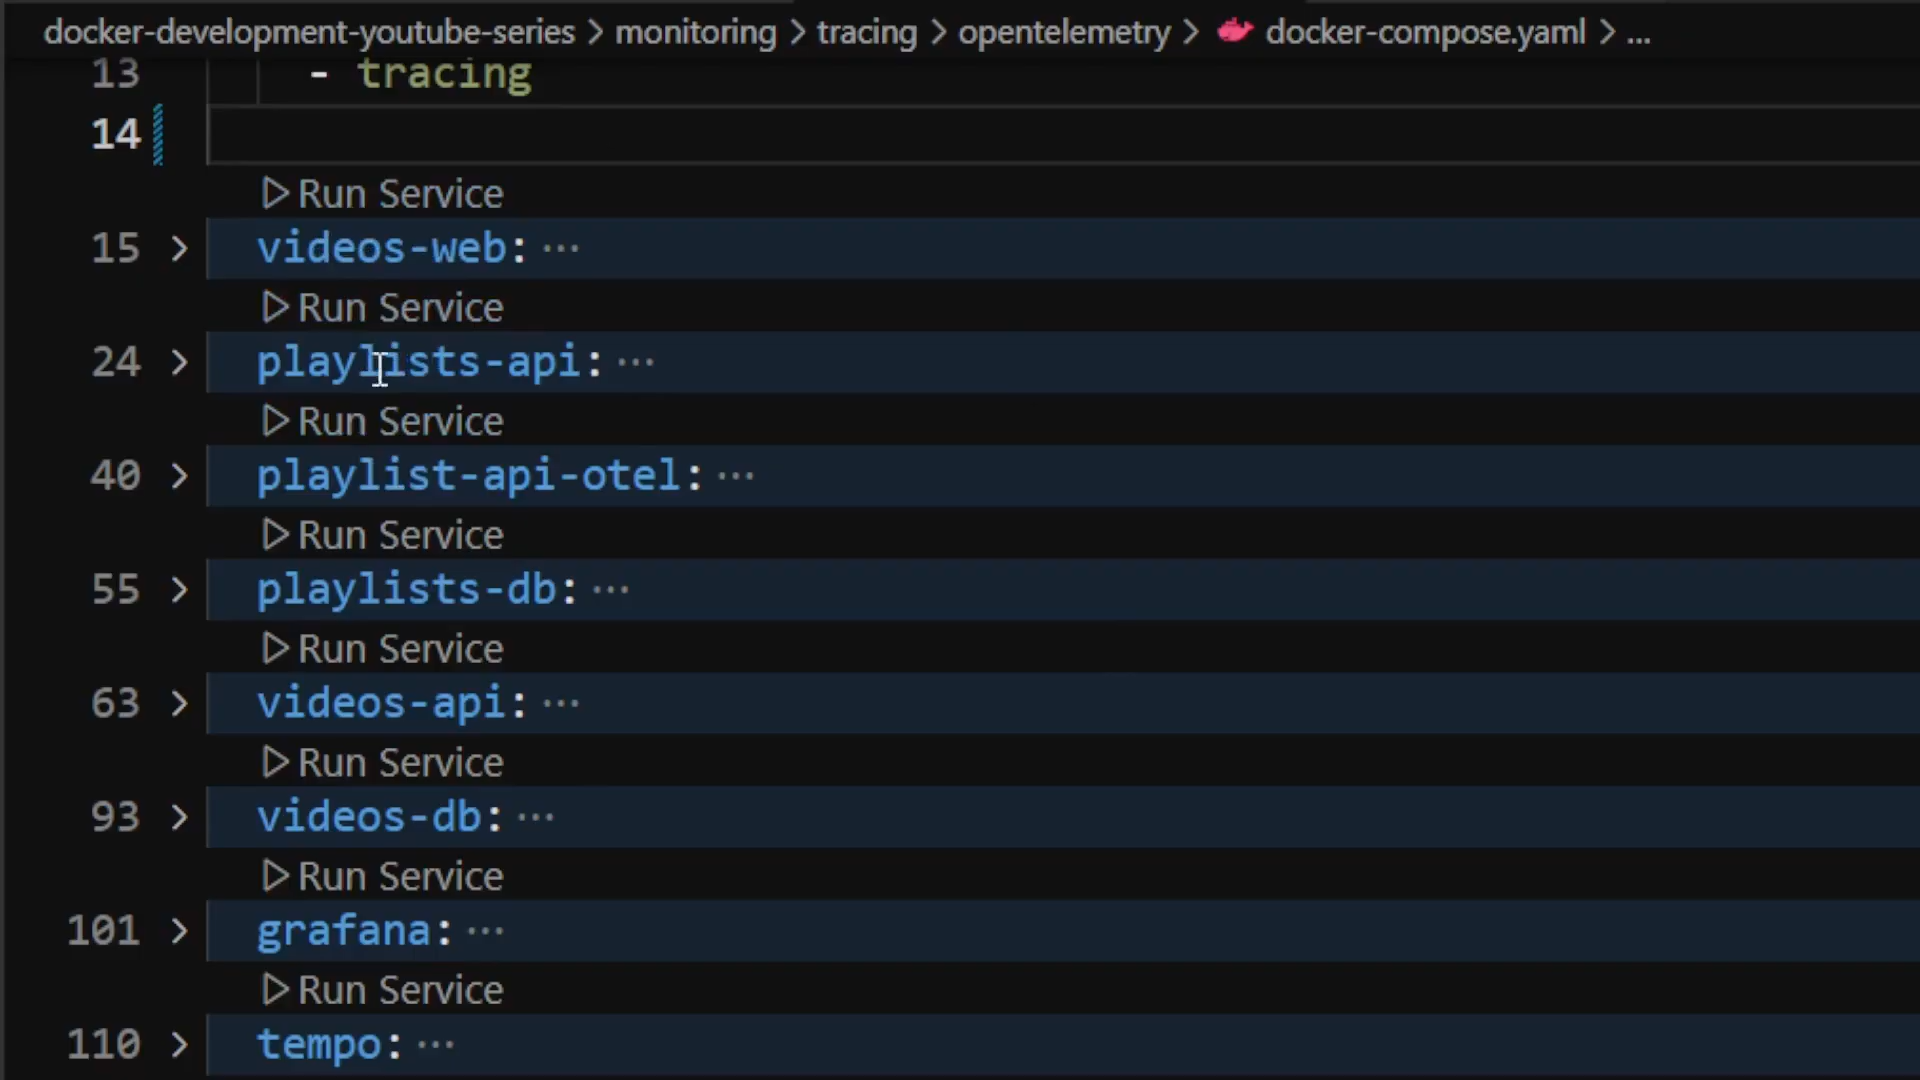 docker-development-youtube-series > monitoring > tracing > opentelemetry > docker-compose.yaml > ...
13 - tracing
14
Run Service
15 > videos-web: ...
Run Service
24 > playlists-api: ...
Run Service
40 > playlist-api-otel: ...
Run Service
55 > playlists-db: ...
Run Service
63 > videos-api: ...
Run Service
93 > videos-db: ...
Run Service
101 > grafana: ...
Run Service
110 > tempo: ...